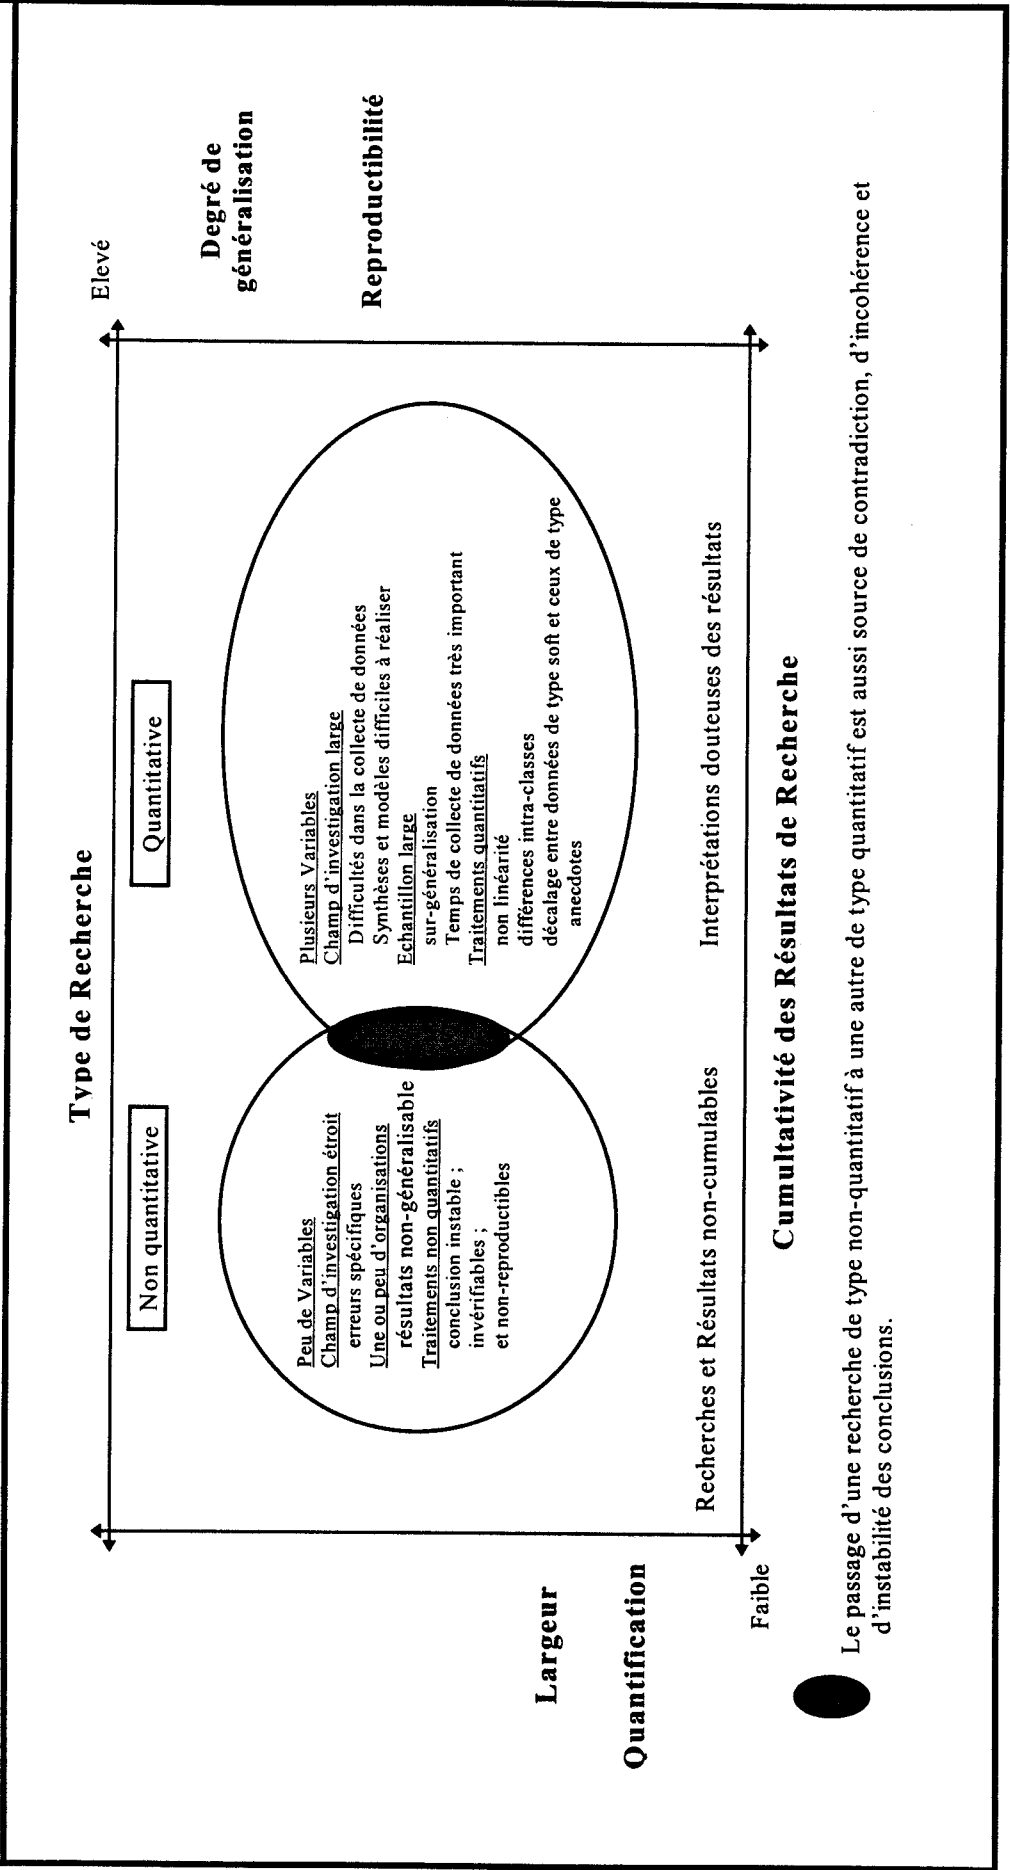 Type de Recherche
Elevé
Non quantitative
Quantitative
Degré de
généralisation
Reproductibilité
Peu de Variables
Champ d'investigation étroit
erreurs spécifiques
Une ou peu d'organisations
résultats non-généralisable
Traitements non quantitatifs
conclusion instable ;
invérifiables ;
et non-reproductibles
Plusieurs Variables
Champ d'investigation large
Difficultés dans la collecte de données
Synthèses et modèles difficiles à réaliser
Echantillon large
sur-généralisation
Temps de collecte de données très important
Traitements quantitatifs
non linéarité
différences intra-classes
décalage entre données de type soft et ceux de type
anecdotes
Largeur
Quantification
Recherches et Résultats non-cumulables
Interprétations douteuses des résultats
Faible
Cumultativité des Résultats de Recherche
Le passage d'une recherche de type non-quantitatif à une autre de type quantitatif est aussi source de contradiction, d'incohérence et
d'instabilité des conclusions.